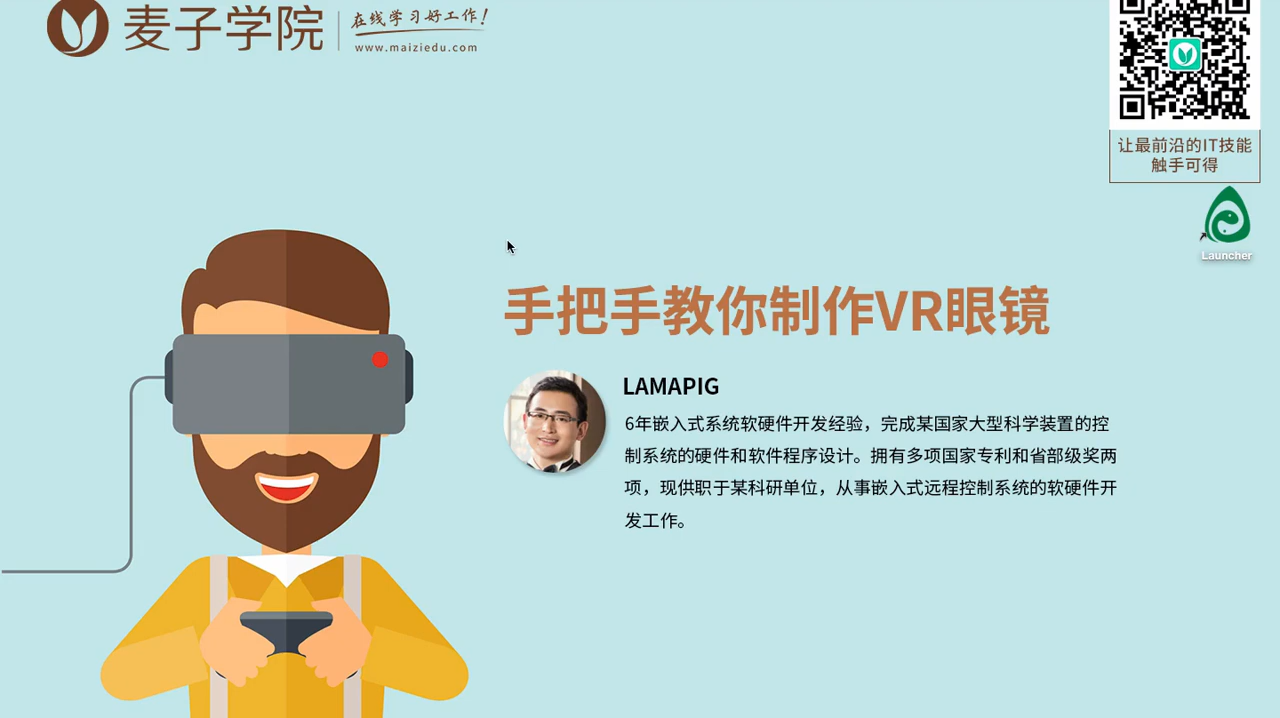 麦子学院
在线学习好工作!
www.maiziedu.com
让最前沿的IT技能
触手可得
Launcher
手把手教你制作VR眼镜
LAMAPIG
6年嵌入式系统软硬件开发经验，完成某国家大型科学装置的控
制系统的硬件和软件程序设计。拥有多项国家专利和省部级奖两
项，现供职于某科研单位，从事嵌入式远程控制系统的软硬件开
发工作。